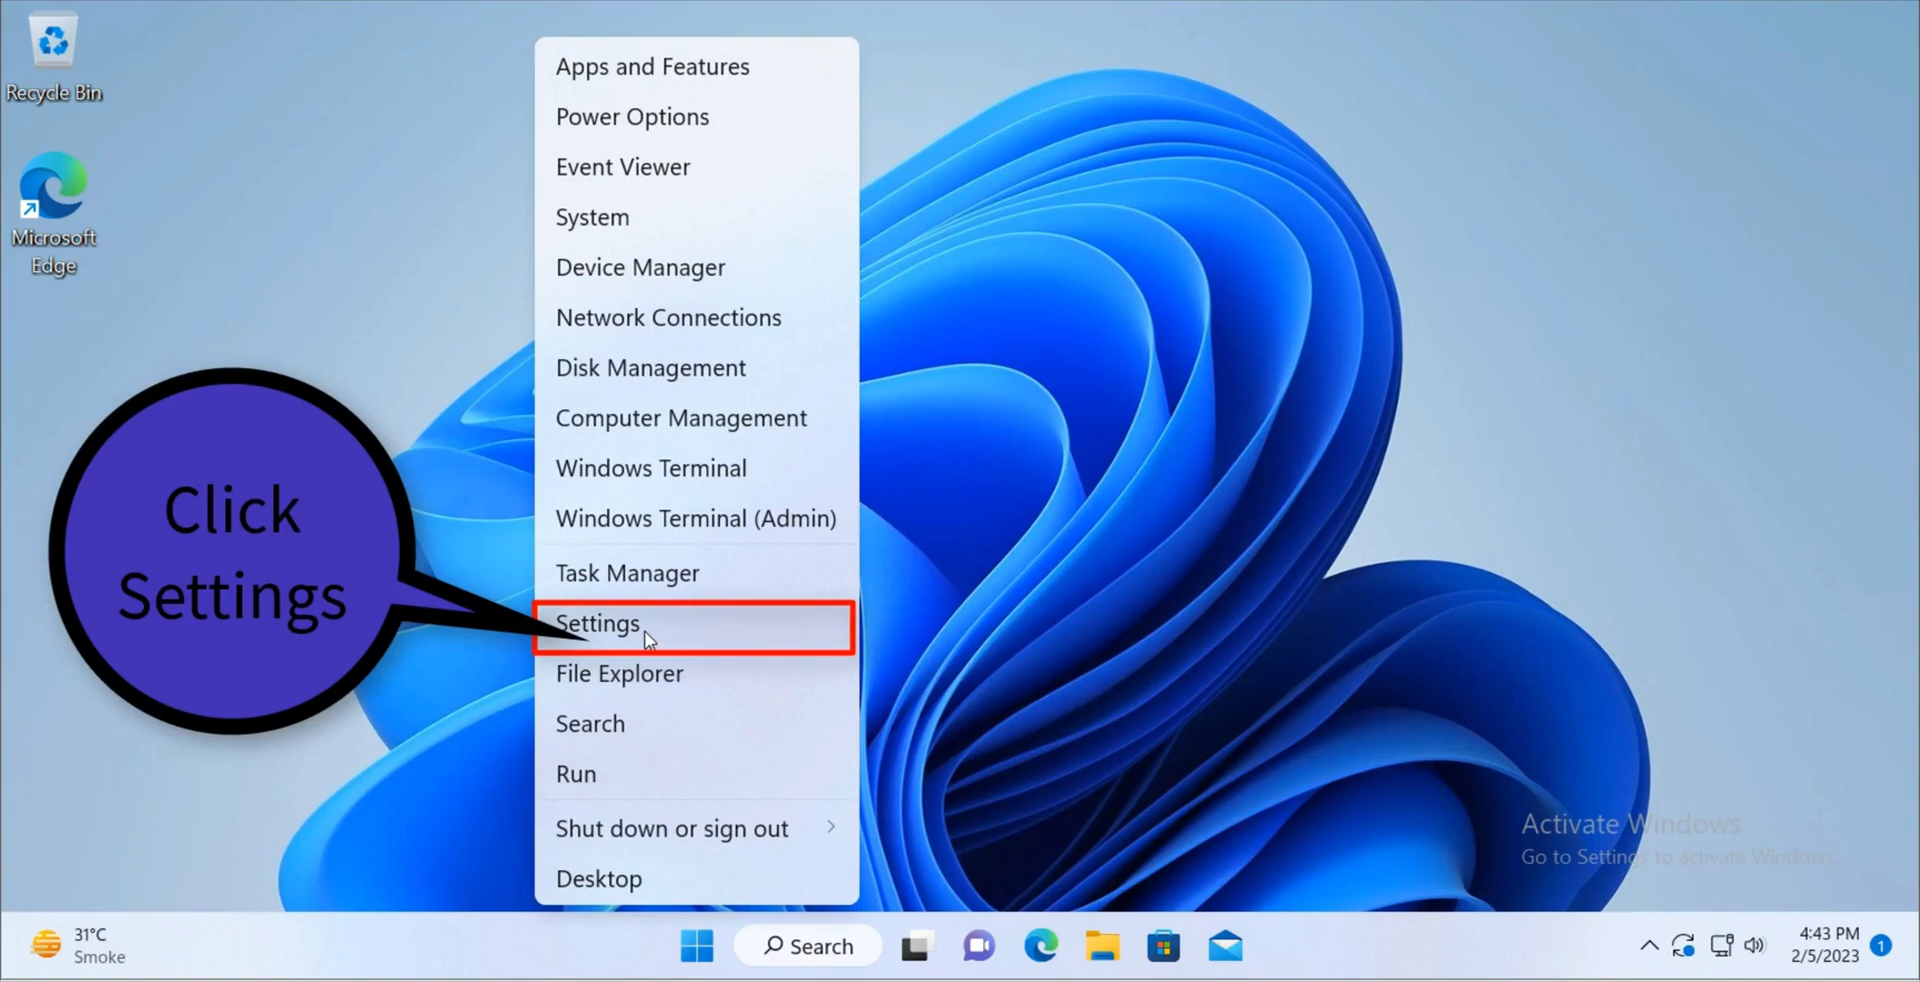 Recycle Bin
Microsoft
Edge
Apps and Features
Power Options
Event Viewer
System
Device Manager
Network Connections
Disk Management
Computer Management
Windows Terminal
Windows Terminal (Admin)
Task Manager
Settings
File Explorer
Search
Run
Shut down or sign out
Desktop
Click
Settings
Activate Windows
Go to Settings to activate Windows.
31°C
Smoke
Search
4:43 PM
2/5/2023
1